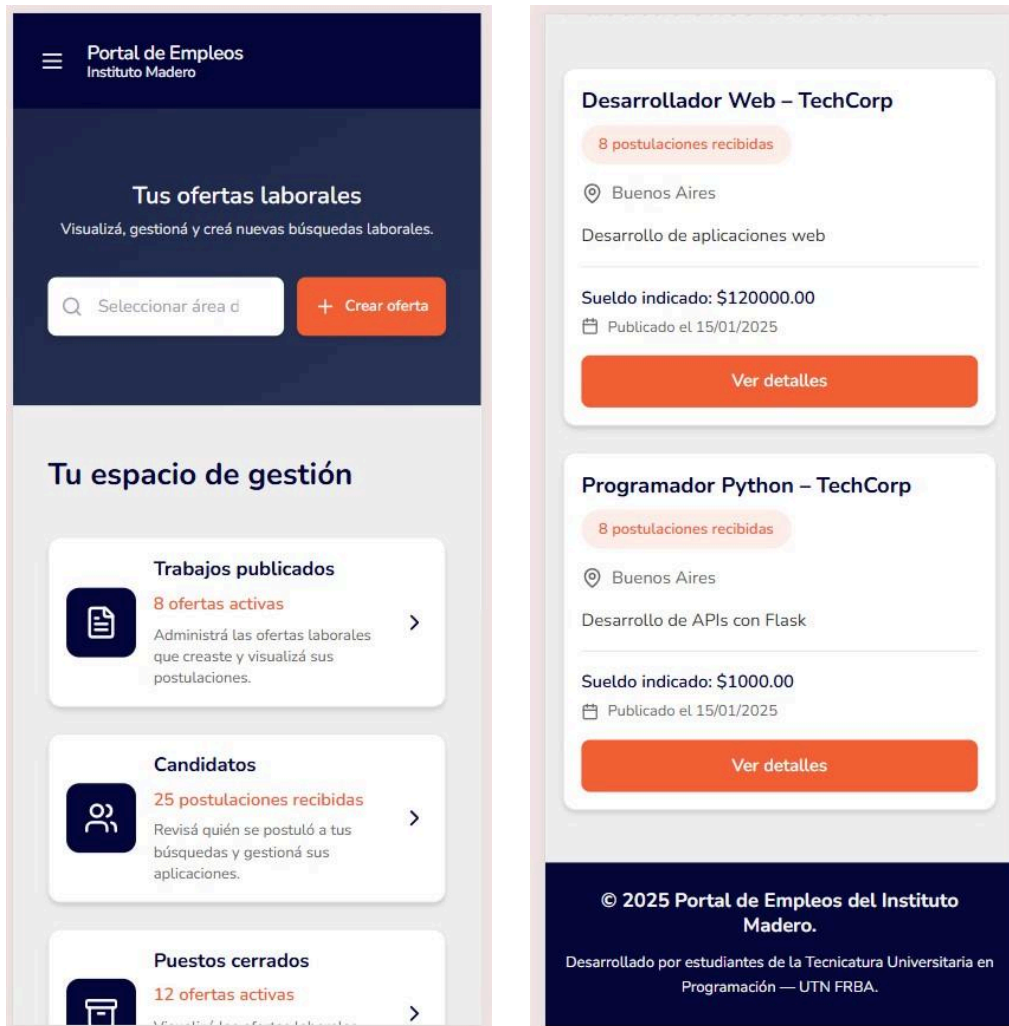 Portal de Empleos
Instituto Madero
Tus ofertas laborales
Visualizá, gestioná y creá nuevas búsquedas laborales.
Seleccionar área d
Crear oferta
Tu espacio de gestión
Trabajos publicados
8 ofertas activas
Administrá las ofertas laborales
que creaste y visualizá sus
postulaciones.
Candidatos
25 postulaciones recibidas
Revisá quién se postuló a tus
búsquedas y gestioná sus
aplicaciones.
Puestos cerrados
12 ofertas activas
Visualizá las ofertas laborales
Desarrollador Web – TechCorp
8 postulaciones recibidas
Buenos Aires
Desarrollo de aplicaciones web
Sueldo indicado: $120000.00
Publicado el 15/01/2025
Ver detalles
Programador Python – TechCorp
8 postulaciones recibidas
Buenos Aires
Desarrollo de APIs con Flask
Sueldo indicado: $1000.00
Publicado el 15/01/2025
Ver detalles
© 2025 Portal de Empleos del Instituto
Madero.
Desarrollado por estudiantes de la Tecnicatura Universitaria en
Programación — UTN FRBA.